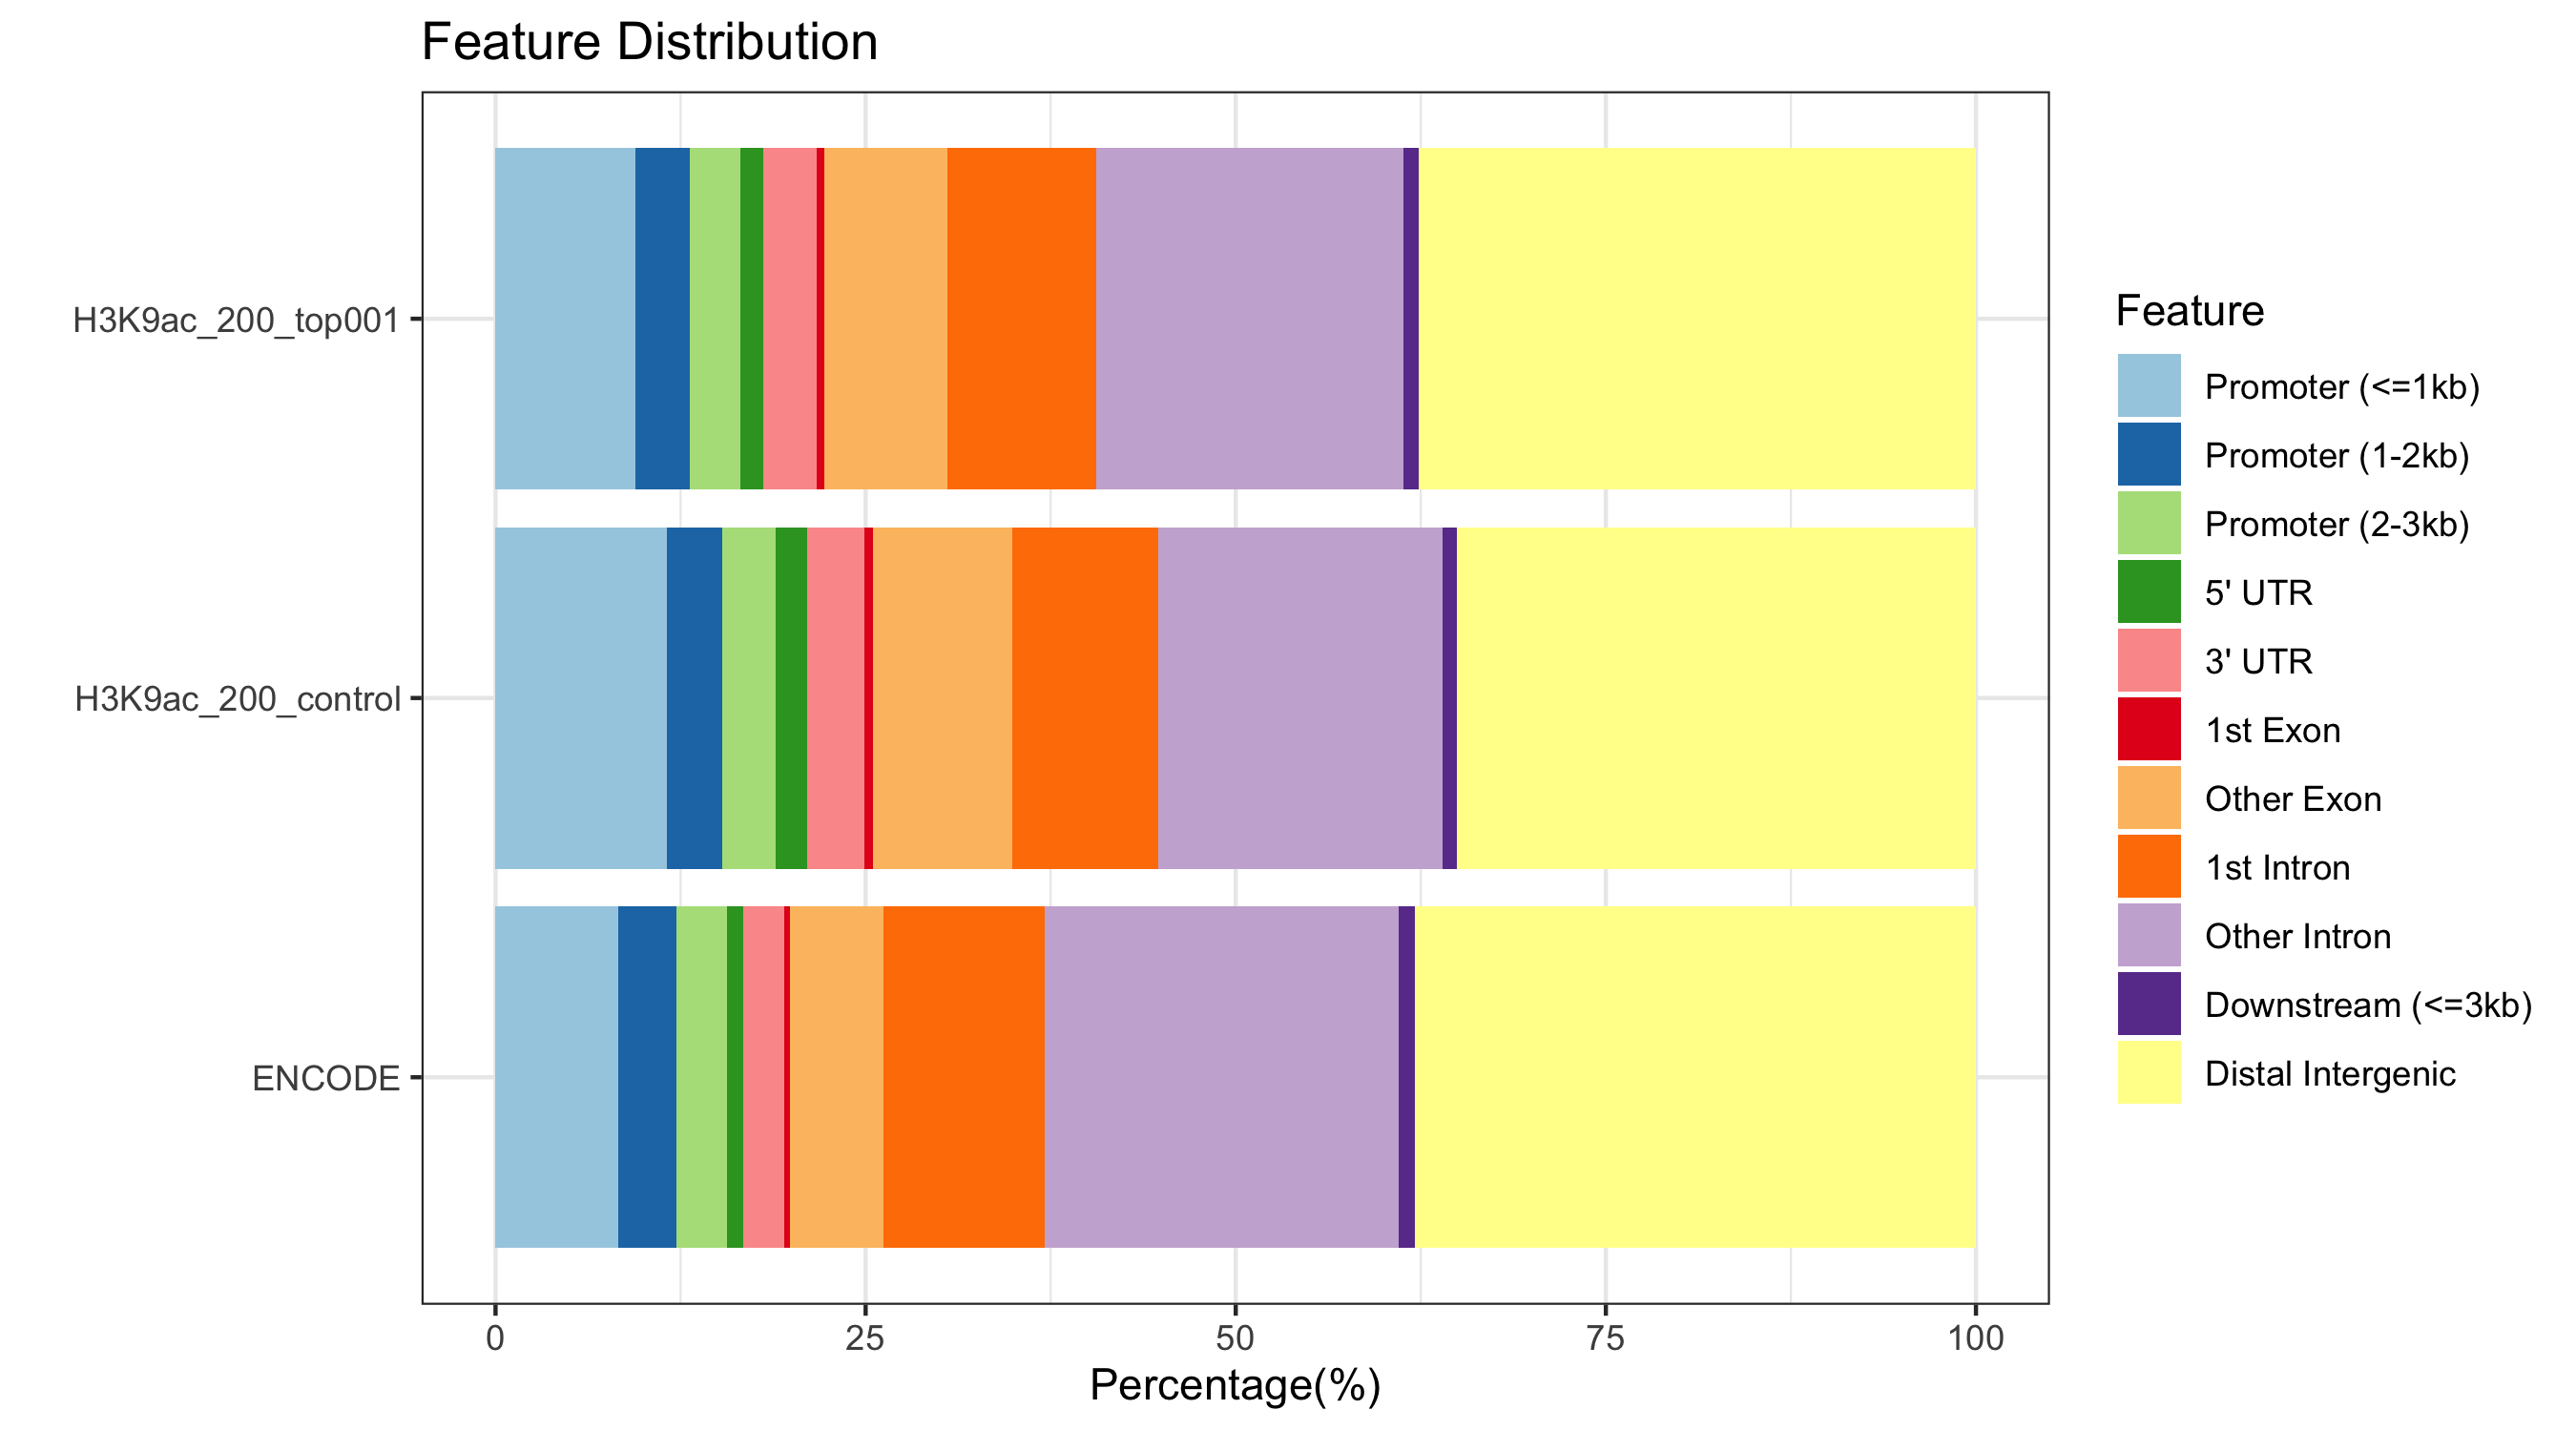 Feature Distribution
H3K9ac_200_top001
H3K9ac_200_control
ENCODE
0 25 50 75 100
Percentage(%)
Feature
Promoter (<=1kb)
Promoter (1-2kb)
Promoter (2-3kb)
5' UTR
3' UTR
1st Exon
Other Exon
1st Intron
Other Intron
Downstream (<=3kb)
Distal Intergenic